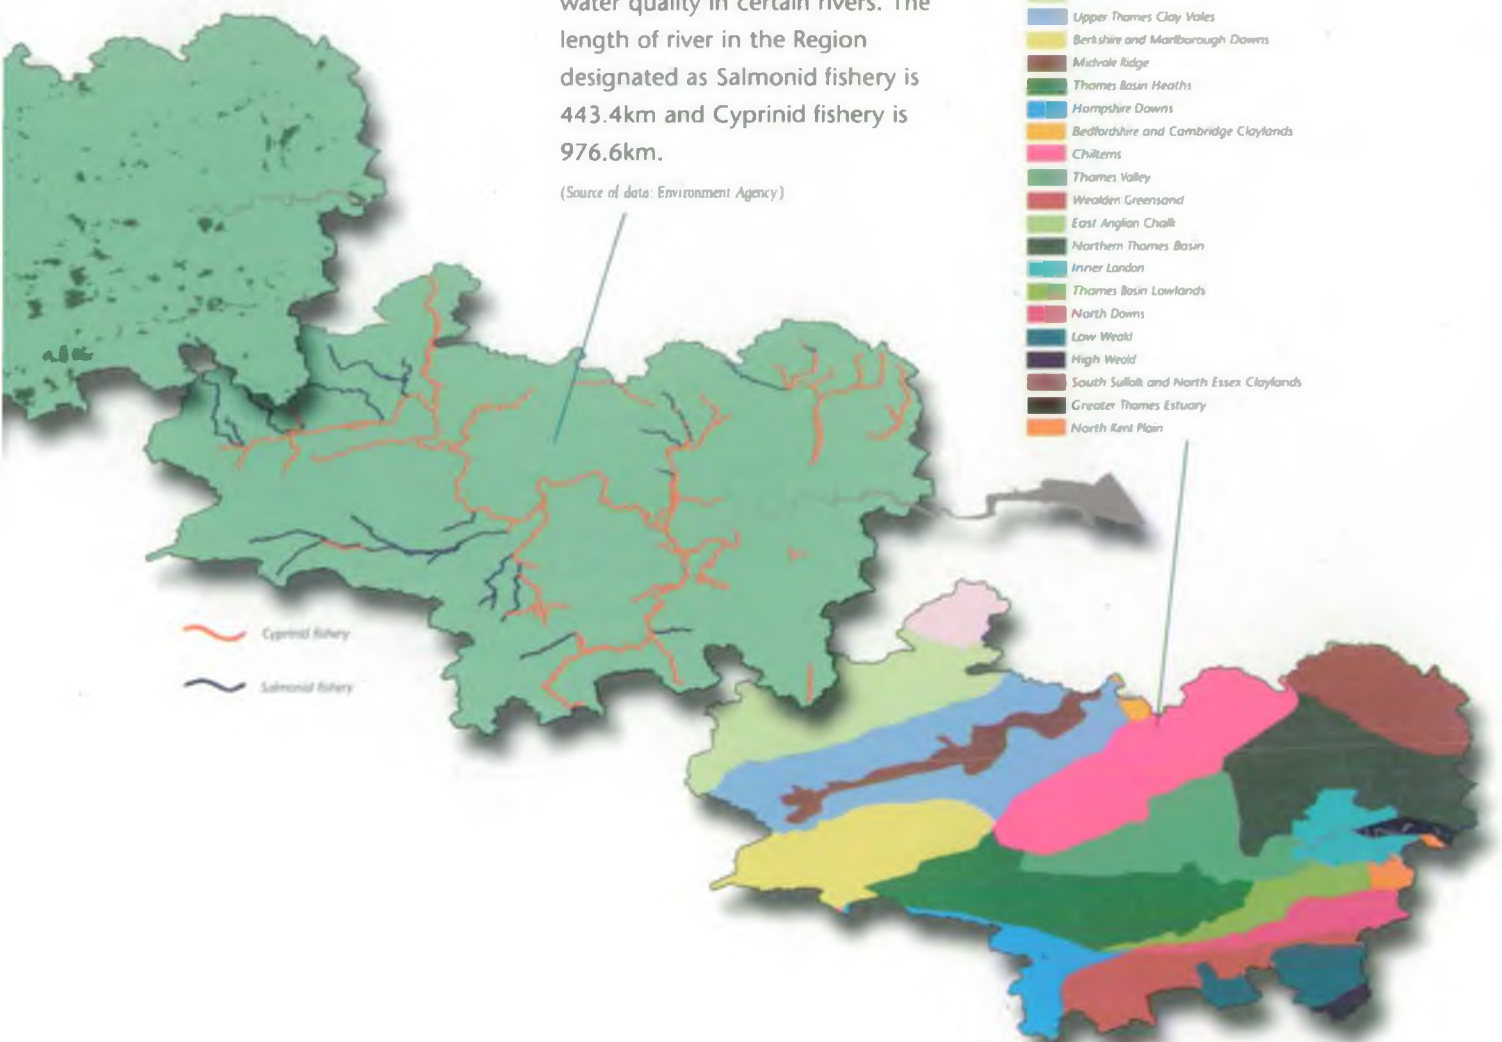 water quality in certain rivers. The
length of river in the Region
designated as Salmonid fishery is
443.4km and Cyprinid fishery is
976.6km.
(Source of data: Environment Agency)
Upper Thames Clay Vales
Berkshire and Marlborough Downs
Midvale Ridge
Thames Basin Heaths
Hampshire Downs
Bedfordshire and Cambridge Claylands
Chilterns
Thames Valley
Wealden Greensand
East Anglian Chalk
Northern Thames Basin
Inner London
Thames Basin Lowlands
North Downs
Low Weald
High Weald
South Suffolk and North Essex Claylands
Greater Thames Estuary
North Kent Plain
Cyprinid fishery
Salmonid fishery